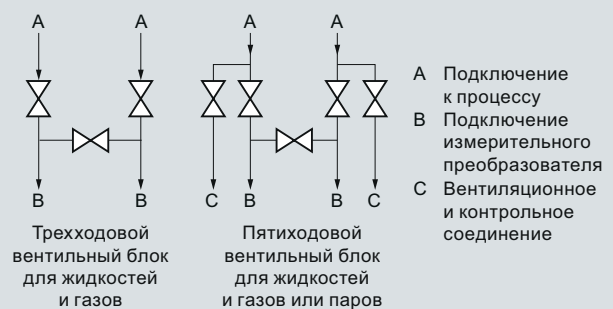 A A A A
B B C B B C
Трехходовой
вентильный блок
для жидкостей
и газов
Пятиходовой
вентильный блок
для жидкостей
и газов или паров
A Подключение
к процессу
B Подключение
измерительного
преобразователя
C Вентиляционное
и контрольное
соединение